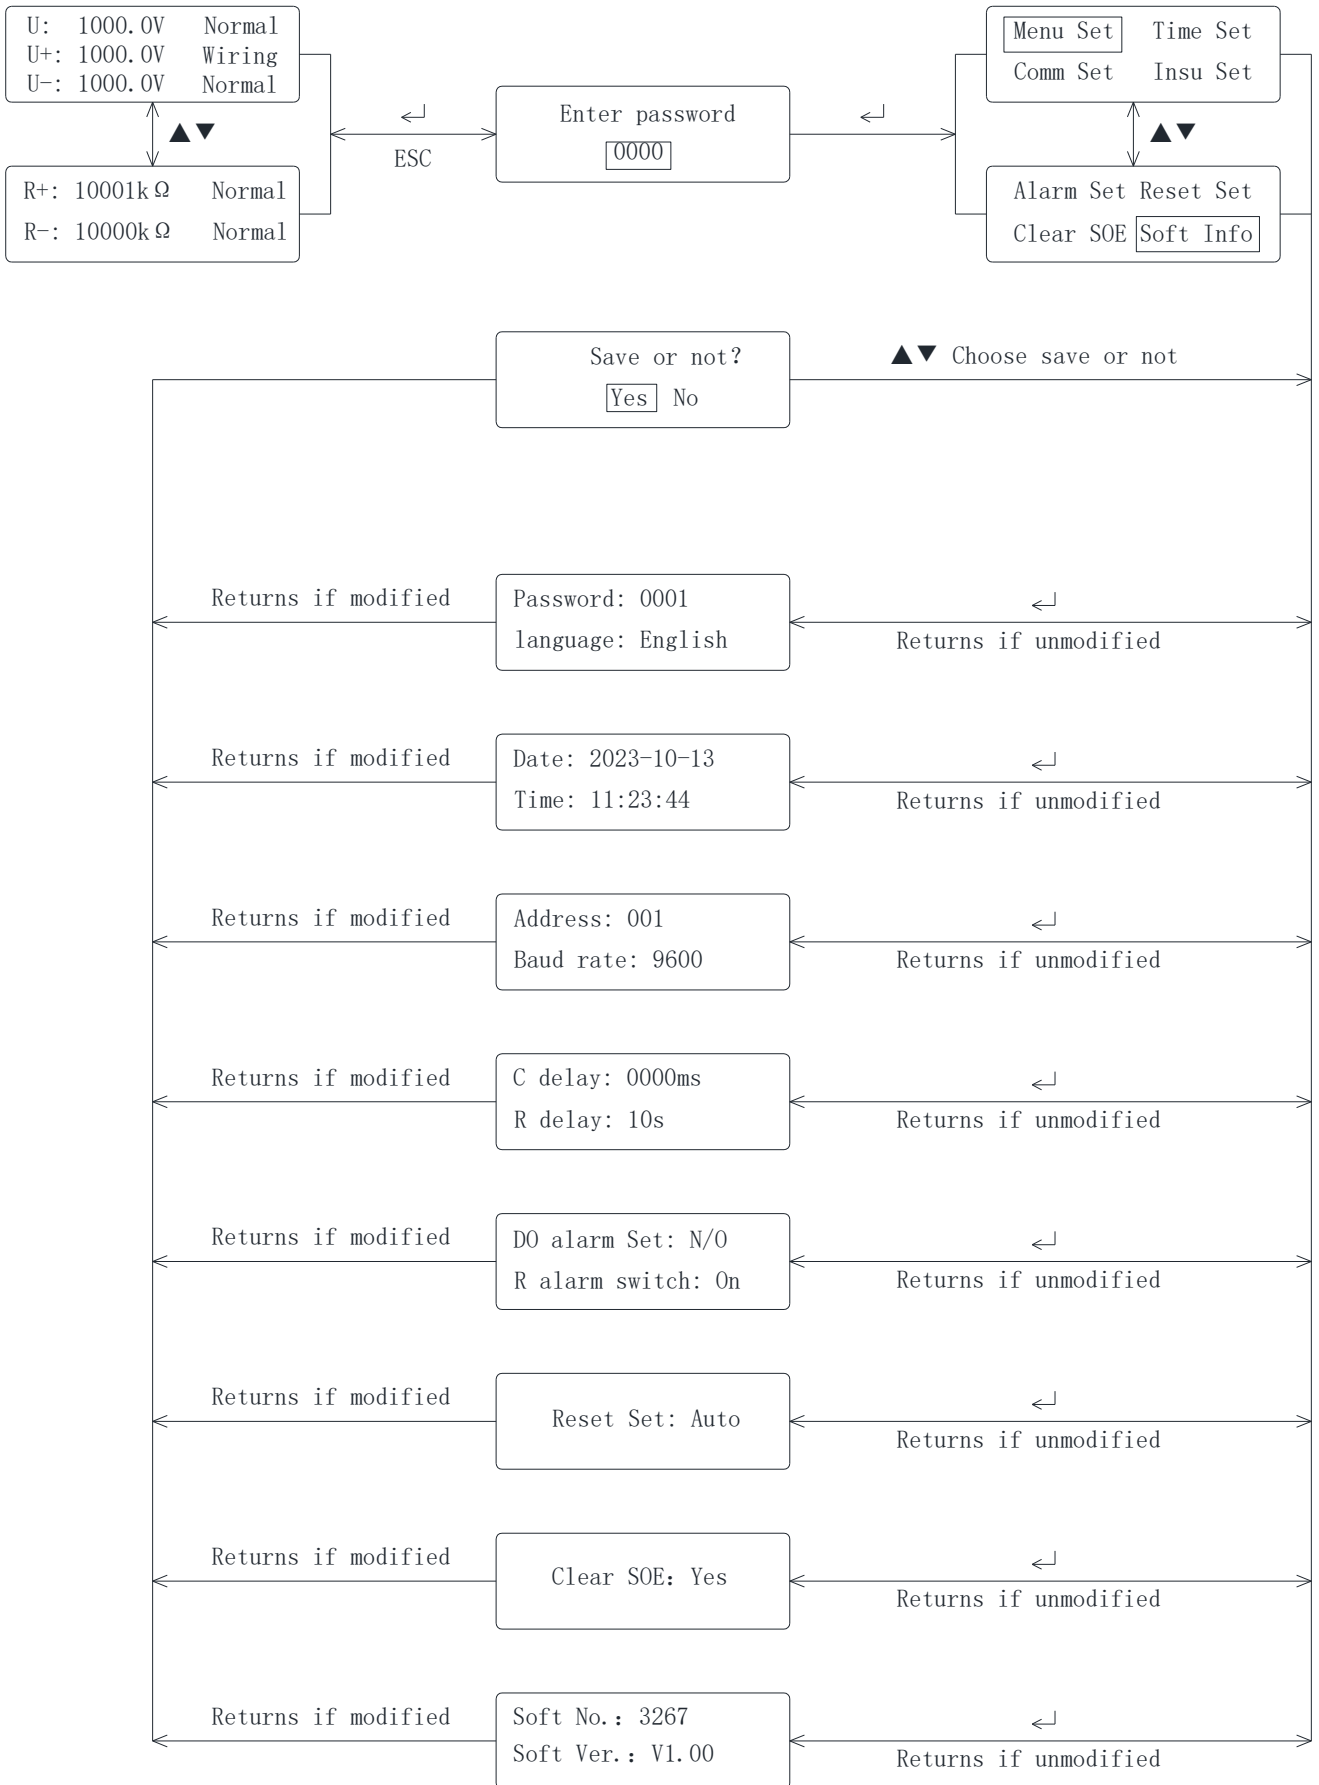 U: 1000.0V Normal
U+: 1000.0V Wiring
U-: 1000.0V Normal
▲▼
R+: 10001kΩ Normal
R-: 10000kΩ Normal
ESC
Enter password
0000
Menu Set Time Set
Comm Set Insu Set
▲▼
Alarm Set Reset Set
Clear SOE Soft Info
Save or not?
Yes No
▲▼ Choose save or not
Returns if modified
Password: 0001
language: English
Returns if unmodified
Returns if modified
Date: 2023-10-13
Time: 11:23:44
Returns if unmodified
Returns if modified
Address: 001
Baud rate: 9600
Returns if unmodified
Returns if modified
C delay: 0000ms
R delay: 10s
Returns if unmodified
Returns if modified
DO alarm Set: N/O
R alarm switch: On
Returns if unmodified
Returns if modified
Reset Set: Auto
Returns if unmodified
Returns if modified
Clear SOE: Yes
Returns if unmodified
Returns if modified
Soft No.: 3267
Soft Ver.: V1.00
Returns if unmodified